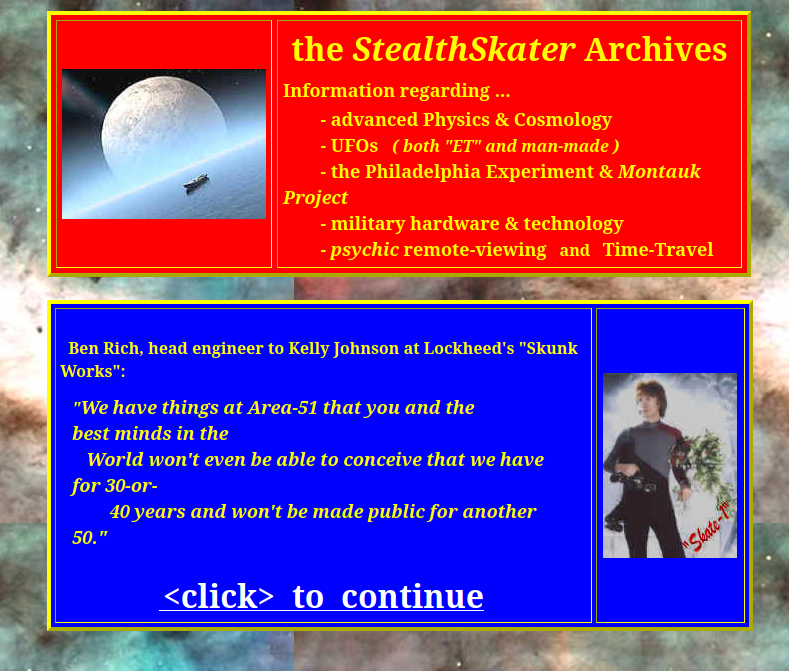 the StealthSkater Archives
Information regarding ...
- advanced Physics & Cosmology
- UFOs ( both "ET" and man-made )
- the Philadelphia Experiment & Montauk
Project
- military hardware & technology
- psychic remote-viewing and Time-Travel
Ben Rich, head engineer to Kelly Johnson at Lockheed's "Skunk
Works":
"We have things at Area-51 that you and the
best minds in the
World won't even be able to conceive that we have
for 30-or-
40 years and won't be made public for another
50."
<click> to continue
"Skate-1"